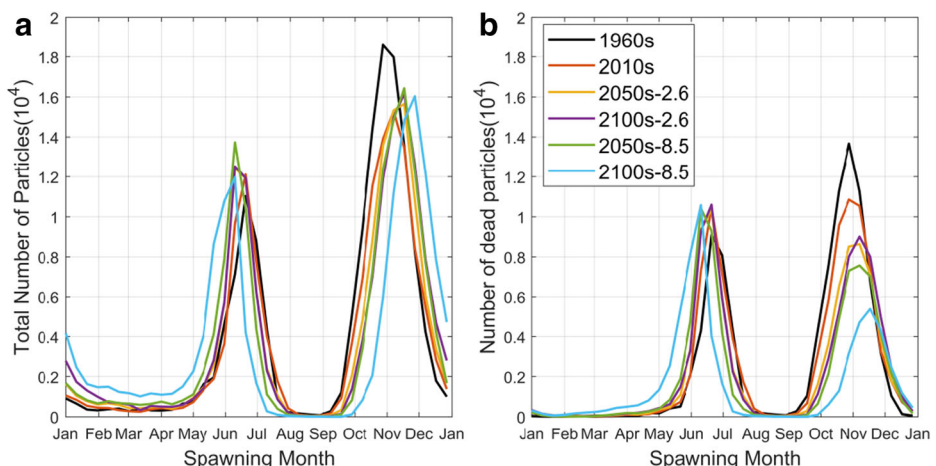 a
Total Number of Particles(10⁴)
2
1.8
1.6
1.4
1.2
1
0.8
0.6
0.4
0.2
0
Jan Feb Mar Apr May Jun Jul Aug Sep Oct Nov Dec Jan
Spawning Month
b
Number of dead particles(10⁴)
2
1.8
1.6
1.4
1.2
1
0.8
0.6
0.4
0.2
0
1960s
2010s
2050s-2.6
2100s-2.6
2050s-8.5
2100s-8.5
Jan Feb Mar Apr May Jun Jul Aug Sep Oct Nov Dec Jan
Spawning Month